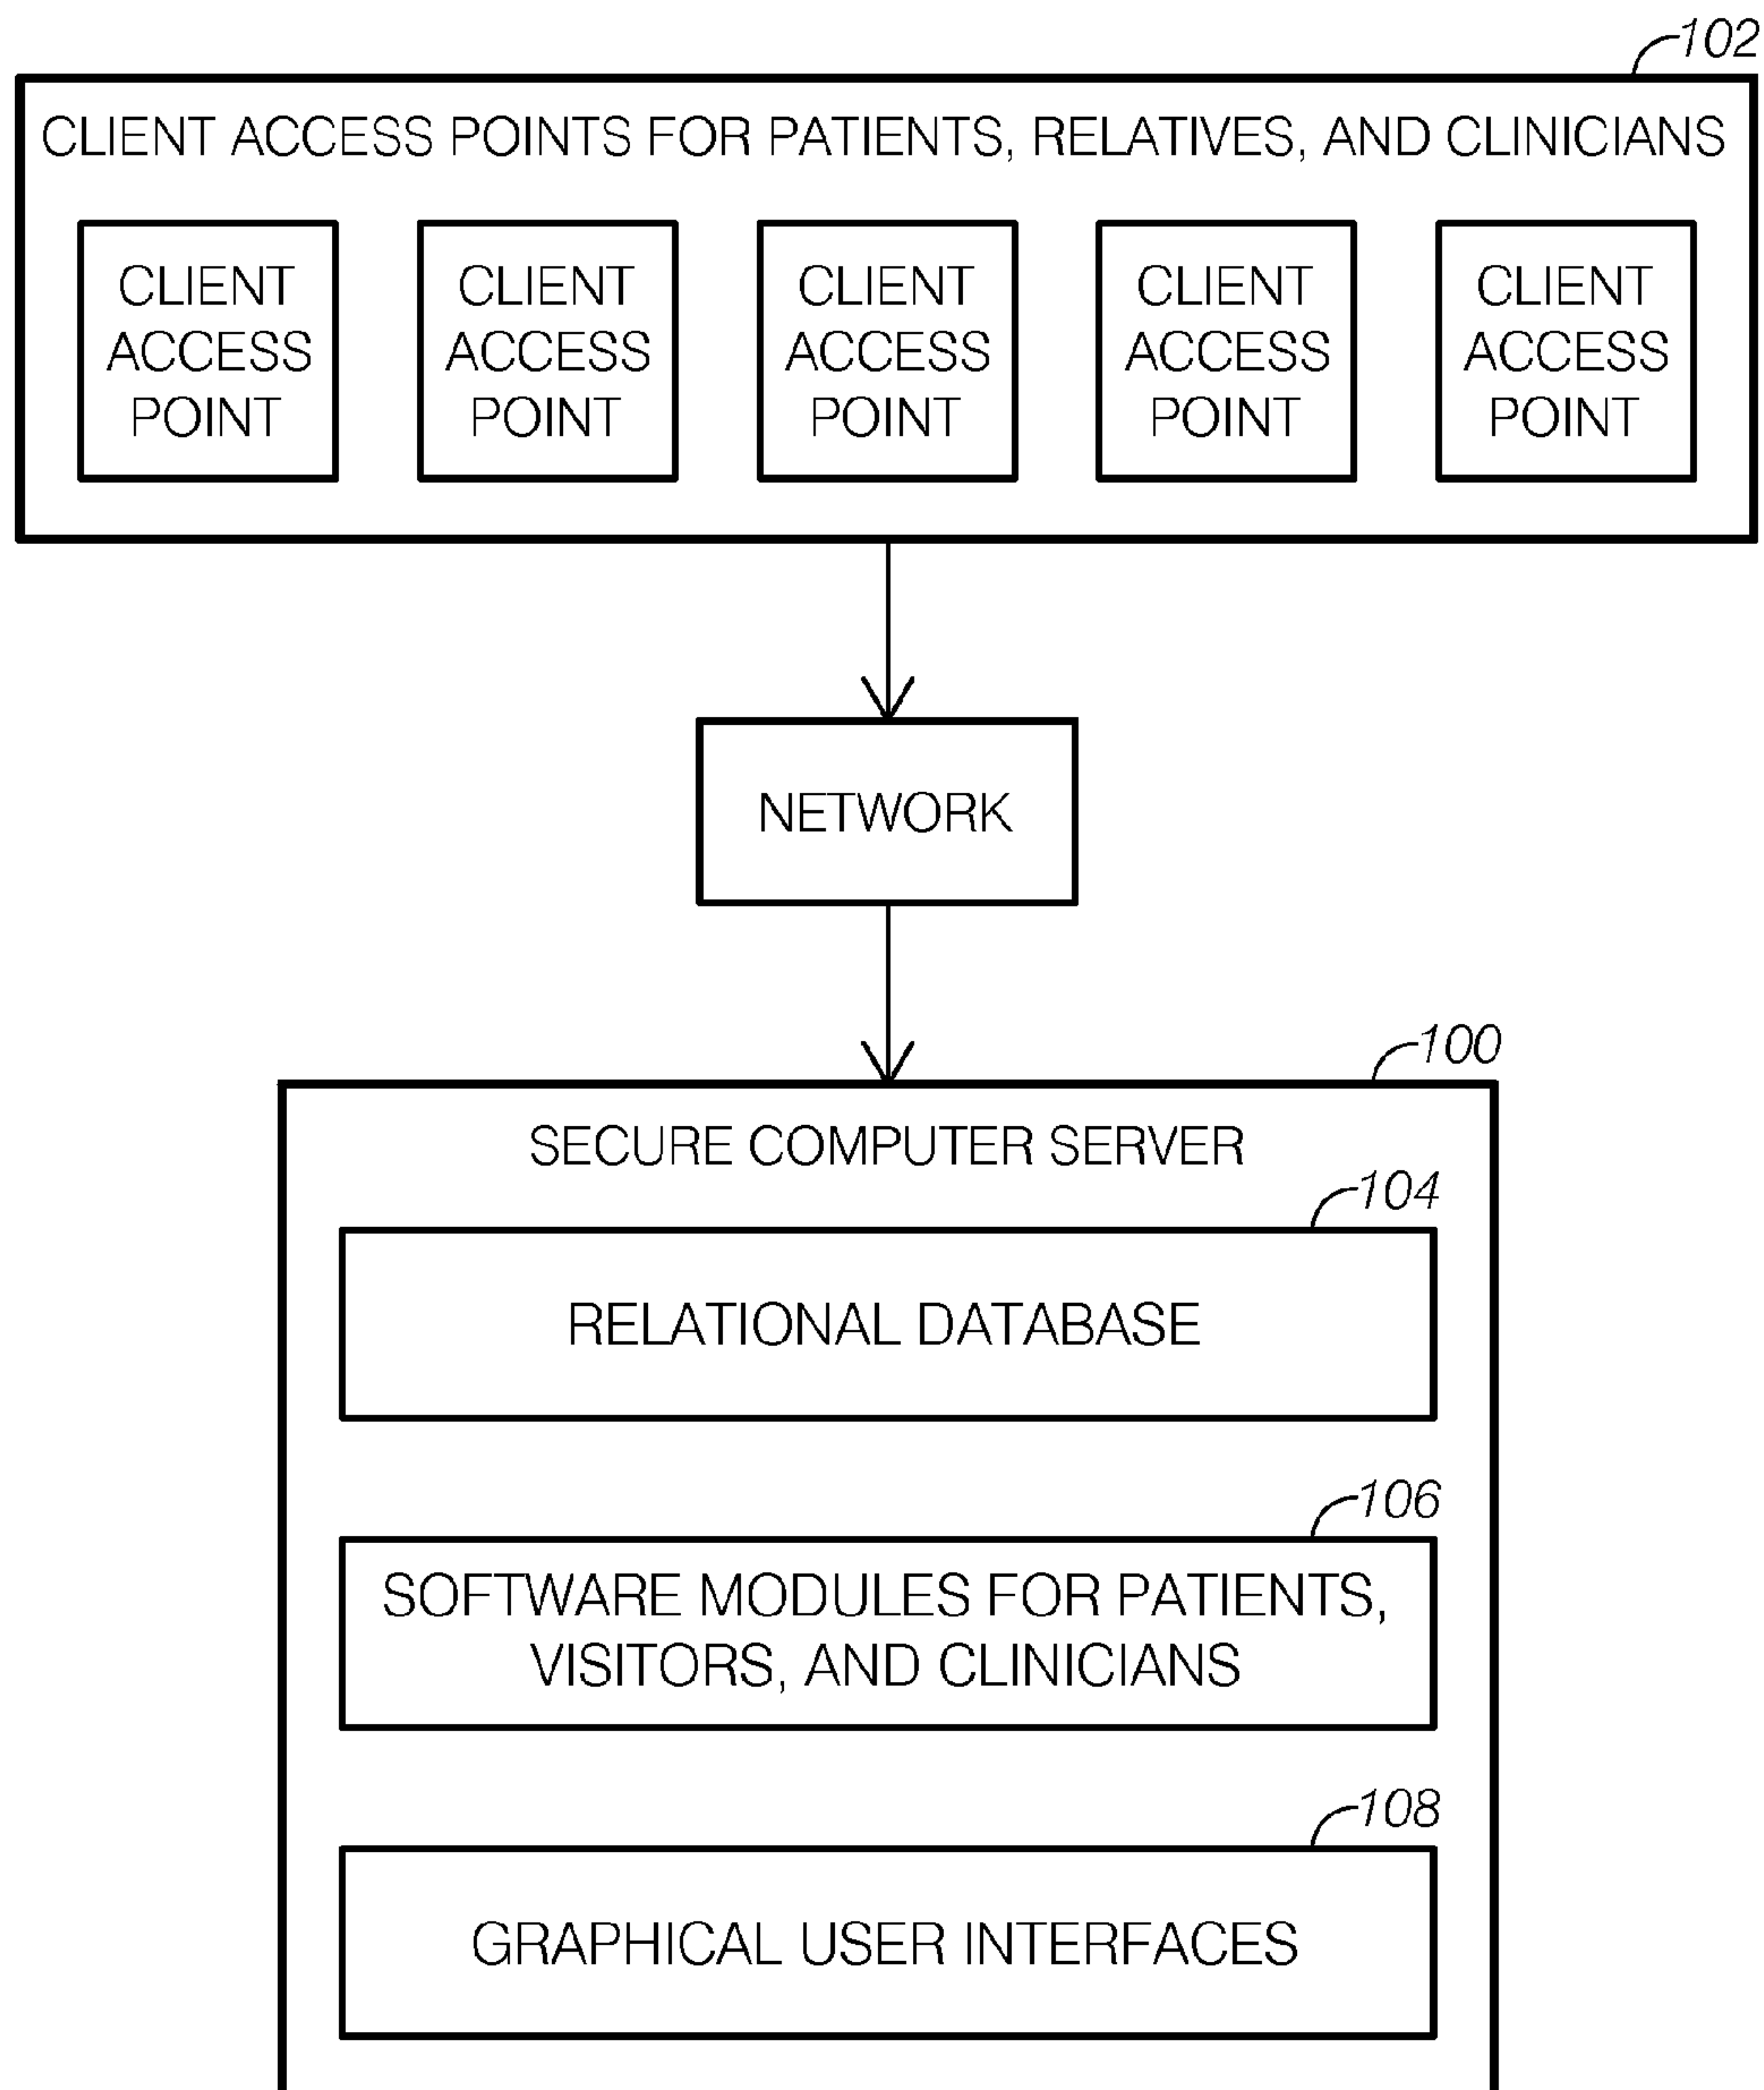 102
CLIENT ACCESS POINTS FOR PATIENTS, RELATIVES, AND CLINICIANS
CLIENT
ACCESS
POINT
CLIENT
ACCESS
POINT
CLIENT
ACCESS
POINT
CLIENT
ACCESS
POINT
CLIENT
ACCESS
POINT
NETWORK
100
SECURE COMPUTER SERVER
104
RELATIONAL DATABASE
106
SOFTWARE MODULES FOR PATIENTS,
VISITORS, AND CLINICIANS
108
GRAPHICAL USER INTERFACES